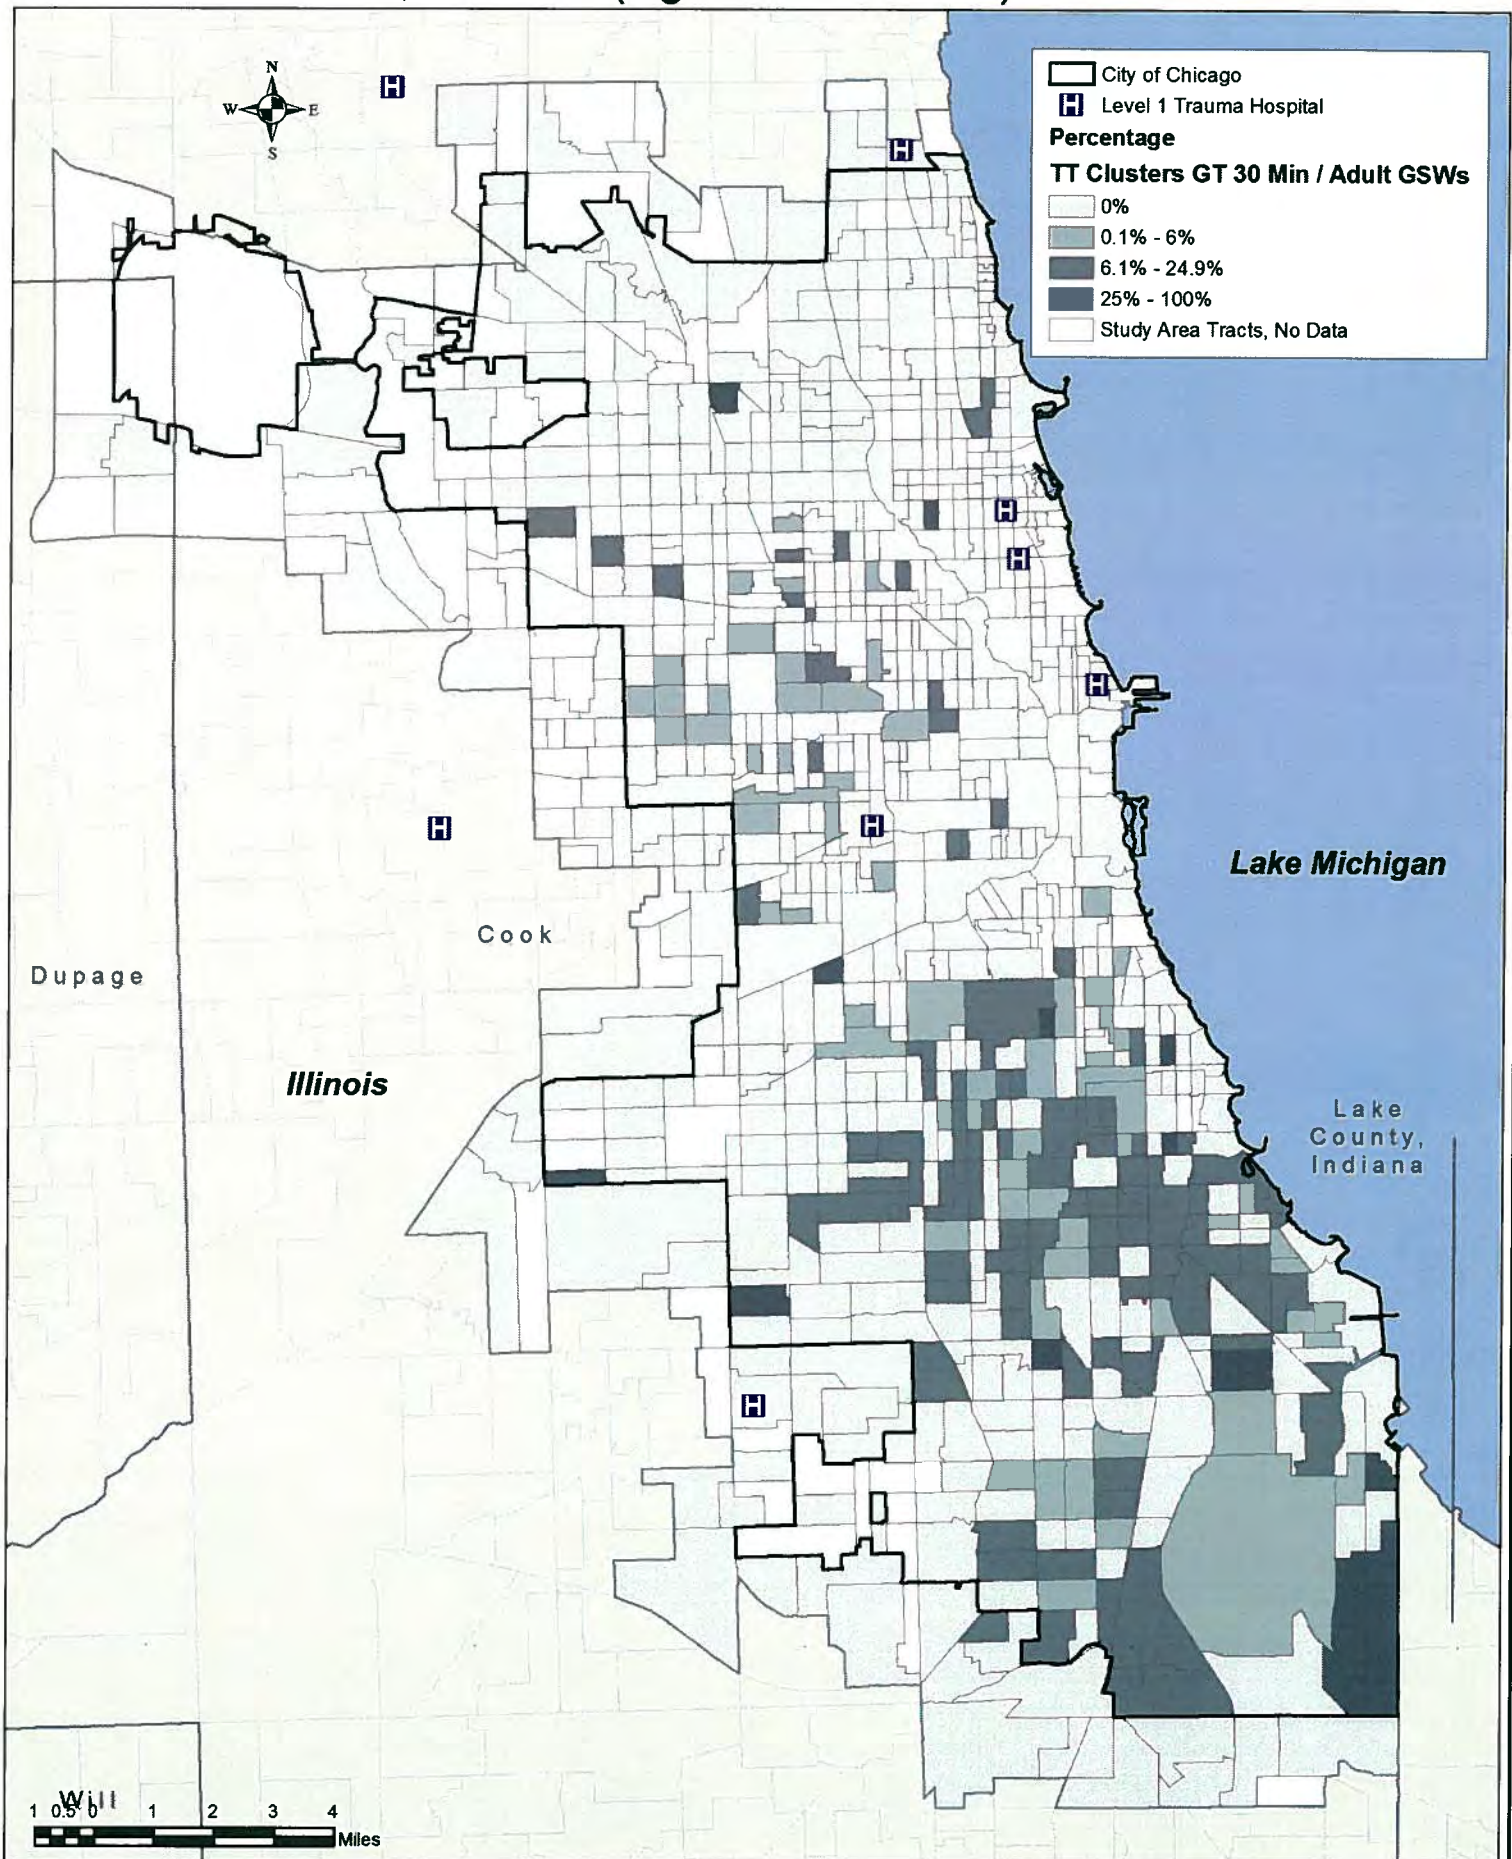 N
W E
S
H
H
H
H
H
H
H
H
City of Chicago
H Level 1 Trauma Hospital
Percentage
TT Clusters GT 30 Min / Adult GSWs
0%
0.1% - 6%
6.1% - 24.9%
25% - 100%
Study Area Tracts, No Data
Lake Michigan
Cook
Dupage
Illinois
Lake
County,
Indiana
Will
1 0.5 0 1 2 3 4
Miles